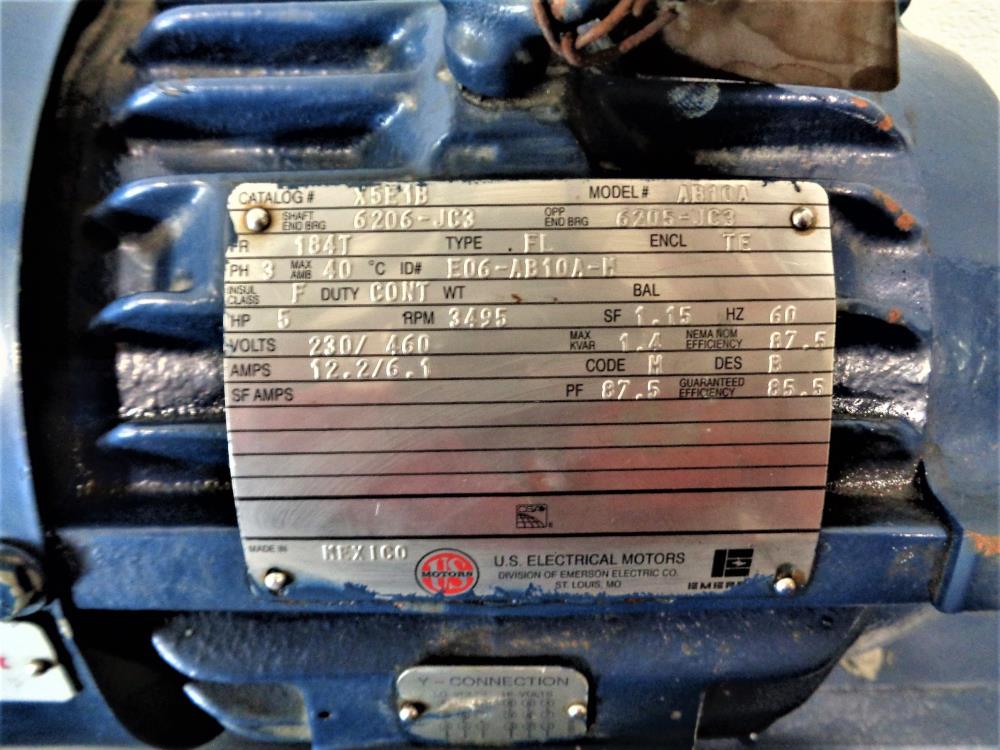 CATALOG # X5E1B MODEL # AB10A
SHAFT END BRG 6206-JC3 OPP END BRG 6205-JC3
FR 184T TYPE FL ENCL TE
PH 3 MAX AMB 40 °C ID# E06-AB10A-M
INSUL CLASS F DUTY CONT WT BAL
HP 5 RPM 3495 SF 1.15 HZ 60
VOLTS 230/ 460 MAX KVAR 1.4 NEMA NOM EFFICIENCY 87.5
AMPS 12.2/6.1 CODE M DES B
SF AMPS PF 87.5 GUARANTEED EFFICIENCY 85.5
MADE IN MEXICO
US MOTORS
U.S. ELECTRICAL MOTORS
DIVISION OF EMERSON ELECTRIC CO.
ST. LOUIS, MO
Y - CONNECTION